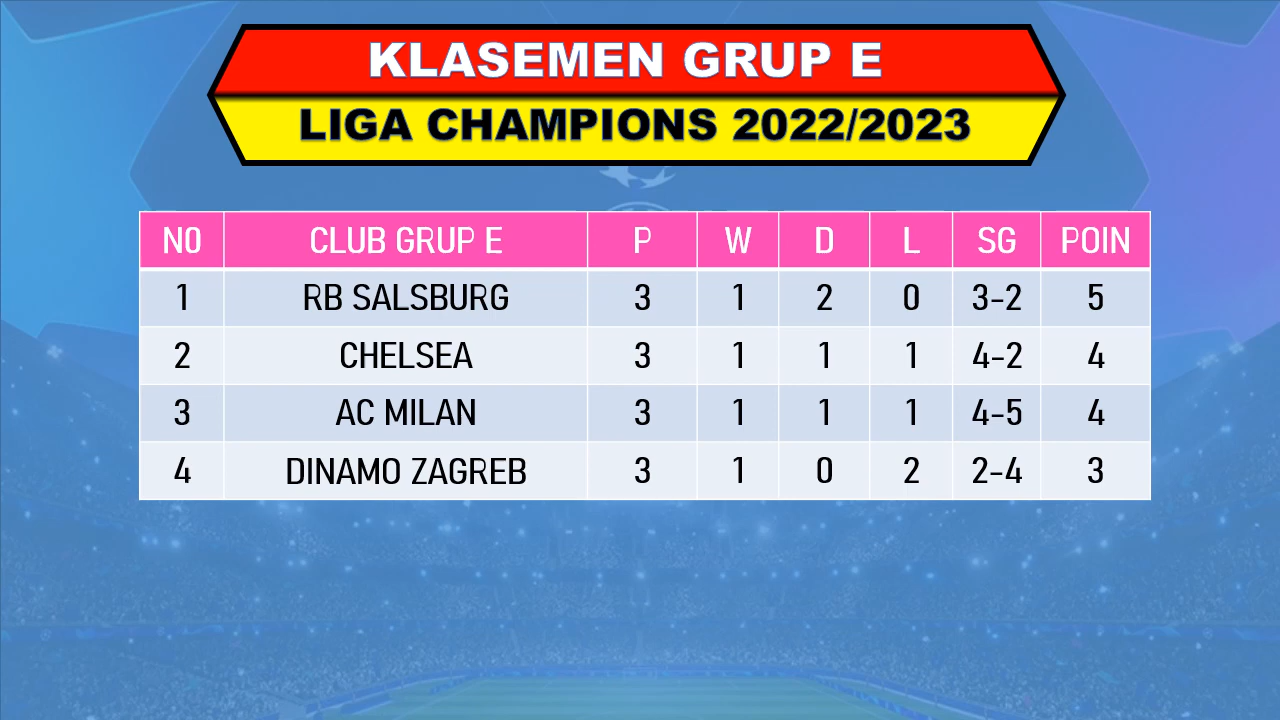 KLASEMEN GRUP E
LIGA CHAMPIONS 2022/2023
NO CLUB GRUP E P W D L SG POIN
1 RB SALSBURG 3 1 2 0 3-2 5
2 CHELSEA 3 1 1 1 4-2 4
3 AC MILAN 3 1 1 1 4-5 4
4 DINAMO ZAGREB 3 1 0 2 2-4 3